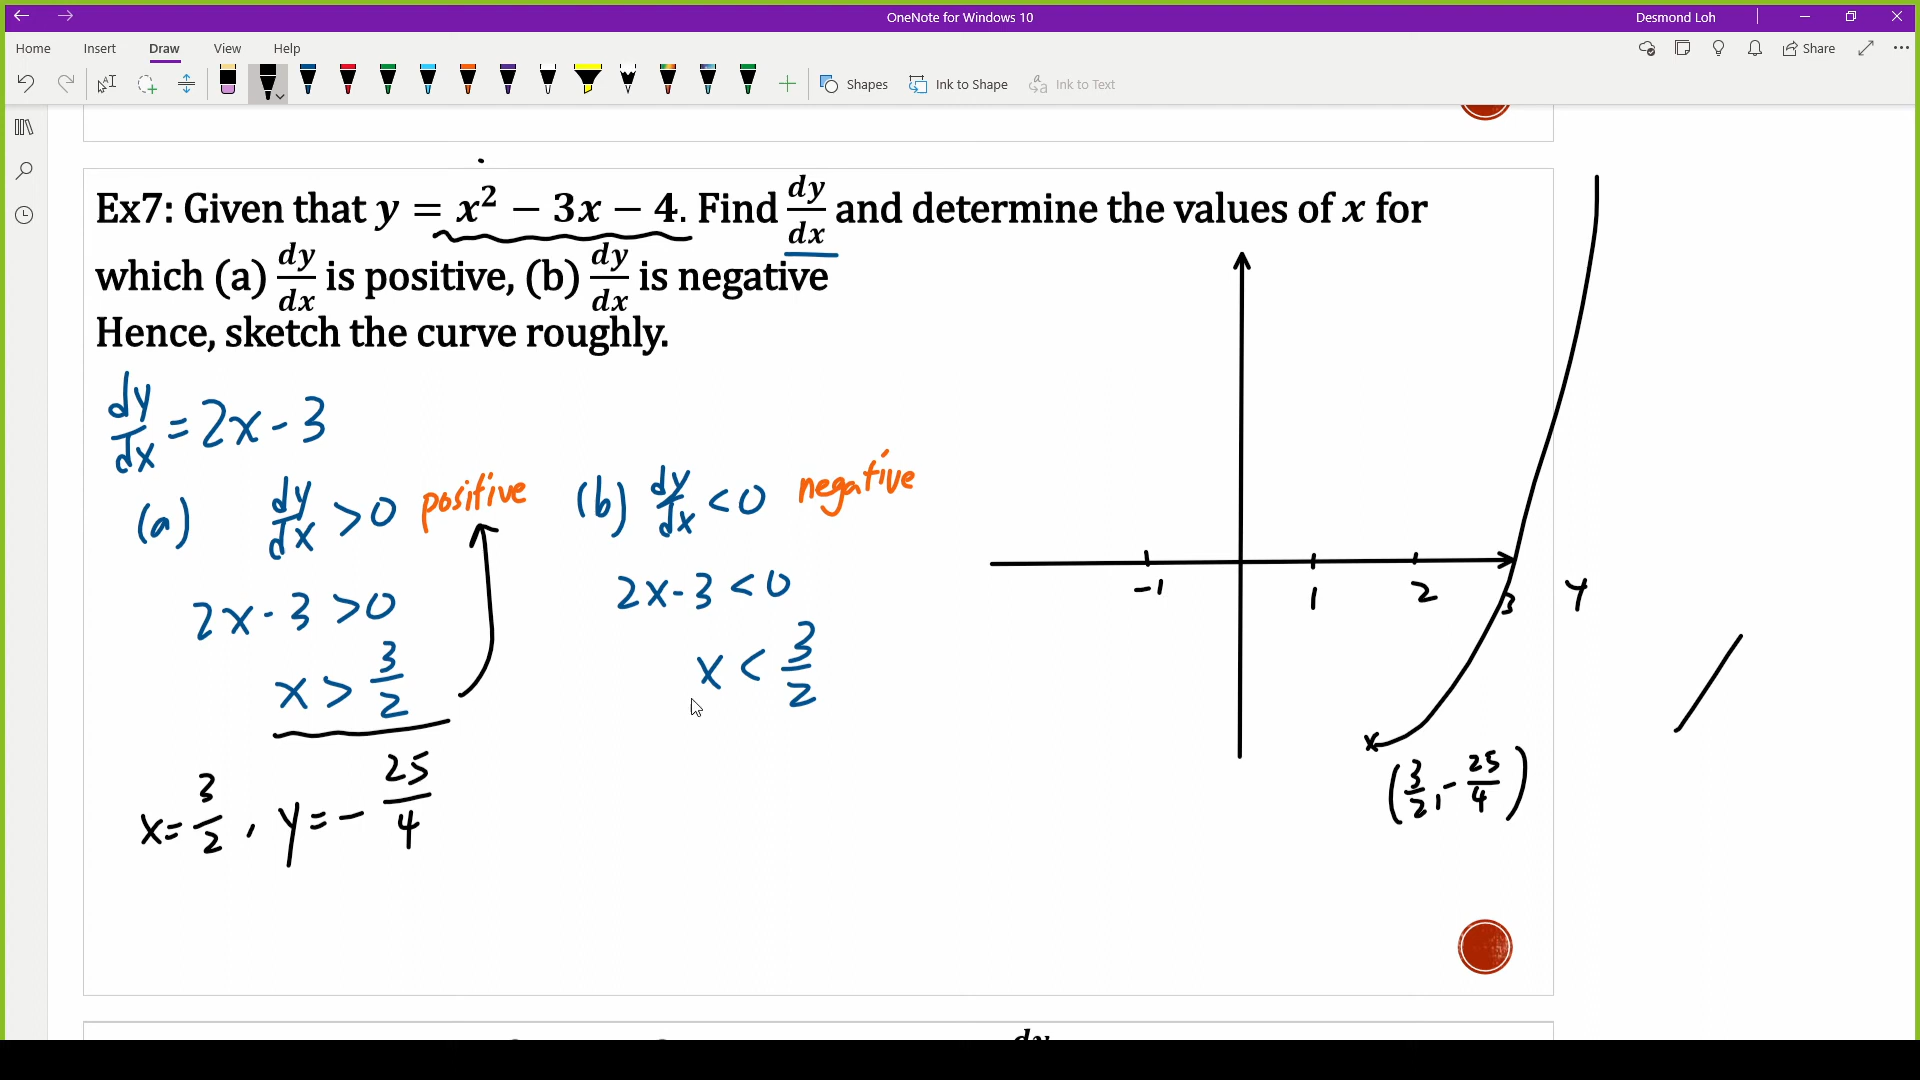 OneNote for Windows 10
Desmond Loh
Home Insert Draw View Help
Share
Shapes Ink to Shape Ink to Text
Ex7: Given that y = x² − 3x − 4. Find dy/dx and determine the values of x for
which (a) dy/dx is positive, (b) dy/dx is negative
Hence, sketch the curve roughly.
dy/dx = 2x - 3
(a) dy/dx > 0 positive
2x - 3 > 0
x > 3/2
x = 3/2, y = - 25/4
(b) dy/dx < 0 negative
2x - 3 < 0
x < 3/2
-1 1 2 3 4
x
(3/2, - 25/4)
dy